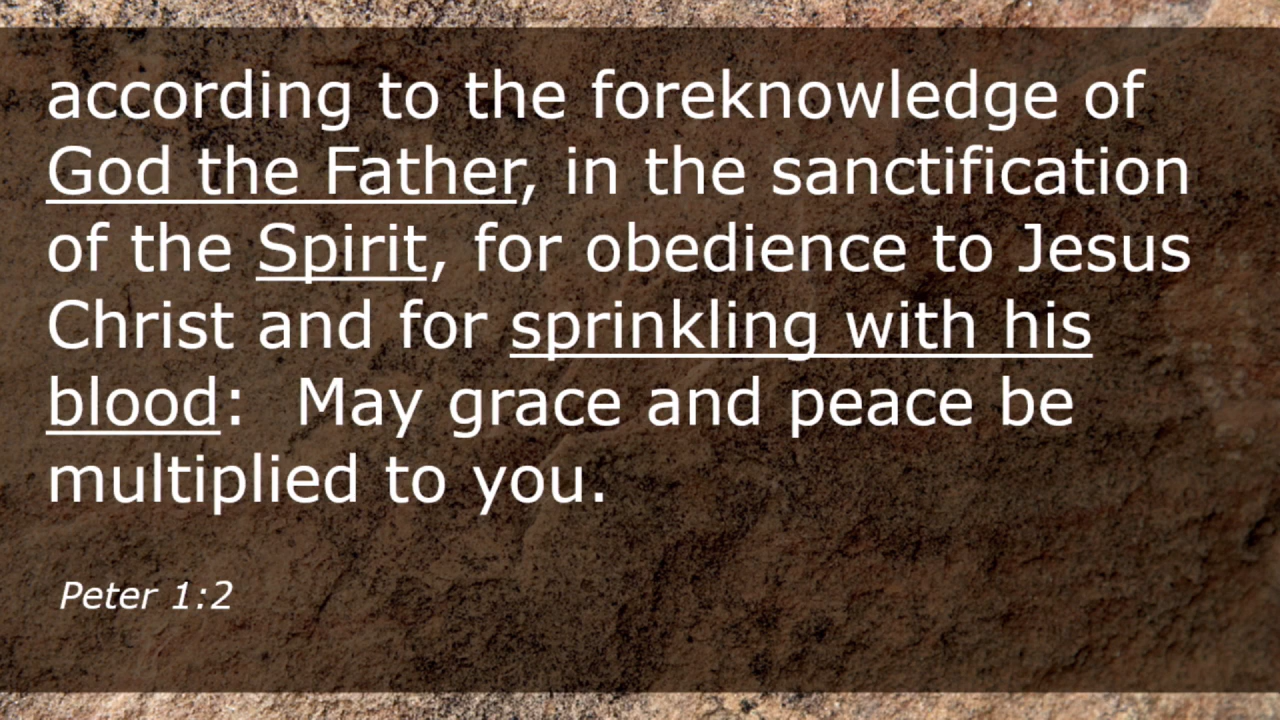 according to the foreknowledge of
God the Father, in the sanctification
of the Spirit, for obedience to Jesus
Christ and for sprinkling with his
blood:  May grace and peace be
multiplied to you.
Peter 1:2